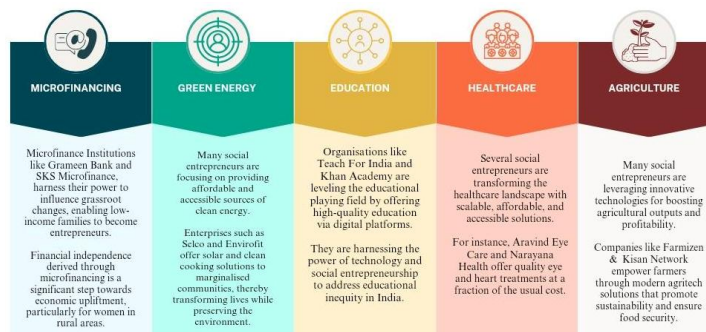 MICROFINANCING
Microfinance Institutions
like Grameen Bank and
SKS Microfinance,
harness their power to
influence grassroot
changes, enabling low-
income families to become
entrepreneurs.
Financial independence
derived through
microfinancing is a
significant step towards
economic upliftment,
particularly for women in
rural areas.
GREEN ENERGY
Many social
entrepreneurs are
focusing on providing
affordable and
accessible sources of
clean energy.
Enterprises such as
Selco and Envirofit
offer solar and clean
cooking solutions to
marginalised
communities, thereby
transforming lives while
preserving the
environment.
EDUCATION
Organisations like
Teach For India and
Khan Academy are
leveling the educational
playing field by offering
high-quality education
via digital platforms.
They are harnessing the
power of technology and
social entrepreneurship
to address educational
inequity in India.
HEALTHCARE
Several social
entrepreneurs are
transforming the
healthcare landscape with
scalable, affordable, and
accessible solutions.
For instance, Aravind Eye
Care and Narayana
Health offer quality eye
and heart treatments at a
fraction of the usual cost.
AGRICULTURE
Many social
entrepreneurs are
leveraging innovative
technologies for boosting
agricultural outputs and
profitability.
Companies like Farmizen
& Kisan Network
empower farmers
through modern agritech
solutions that promote
sustainability and ensure
food security.